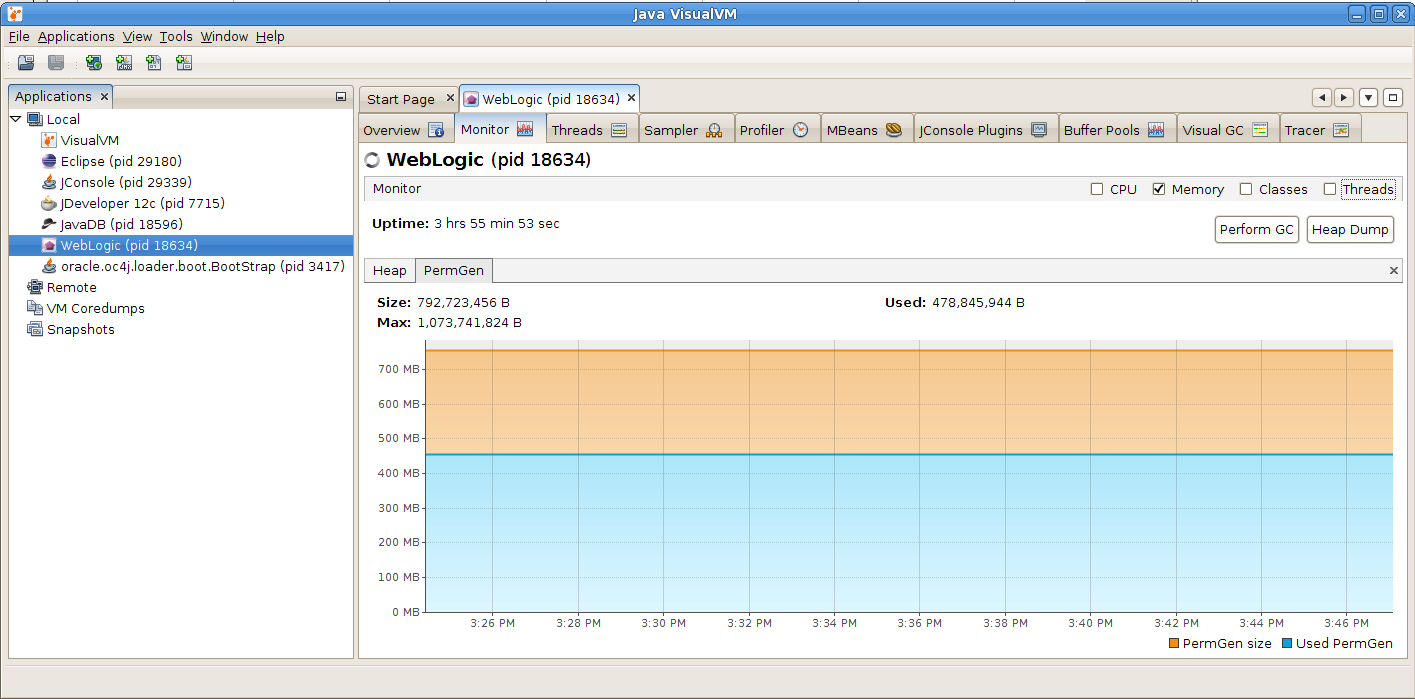 Java VisualVM
File Applications View Tools Window Help
Applications
Local
VisualVM
Eclipse (pid 29180)
JConsole (pid 29339)
JDeveloper 12c (pid 7715)
JavaDB (pid 18596)
WebLogic (pid 18634)
oracle.oc4j.loader.boot.BootStrap (pid 3417)
Remote
VM Coredumps
Snapshots
Start Page WebLogic (pid 18634)
Overview Monitor Threads Sampler Profiler MBeans JConsole Plugins Buffer Pools Visual GC Tracer
WebLogic (pid 18634)
Monitor CPU Memory Classes Threads
Uptime: 3 hrs 55 min 53 sec
Perform GC Heap Dump
Heap PermGen
Size: 792,723,456 B Used: 478,845,944 B
Max: 1,073,741,824 B
700 MB
600 MB
500 MB
400 MB
300 MB
200 MB
100 MB
0 MB
3:26 PM 3:28 PM 3:30 PM 3:32 PM 3:34 PM 3:36 PM 3:38 PM 3:40 PM 3:42 PM 3:44 PM 3:46 PM
PermGen size Used PermGen